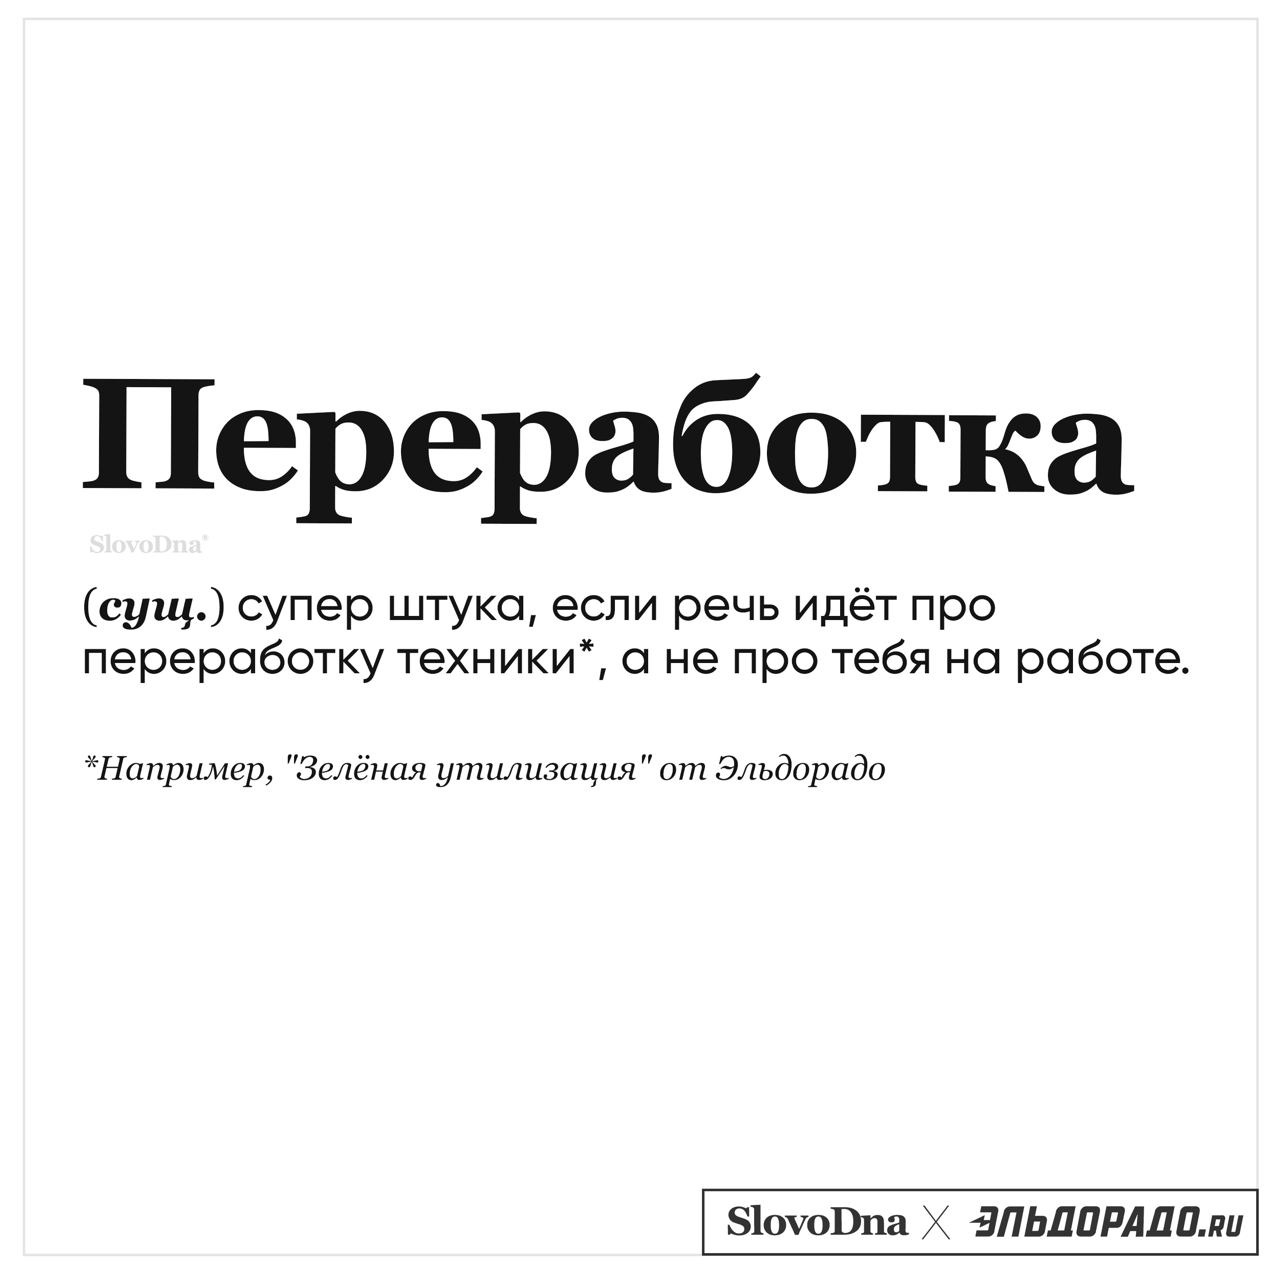 Переработка
SlovoDna®
(сущ.) супер штука, если речь идёт про
переработку техники*, а не про тебя на работе.
*Например, "Зелёная утилизация" от Эльдорадо
SlovoDna X ЭЛЬДОРАДО.RU